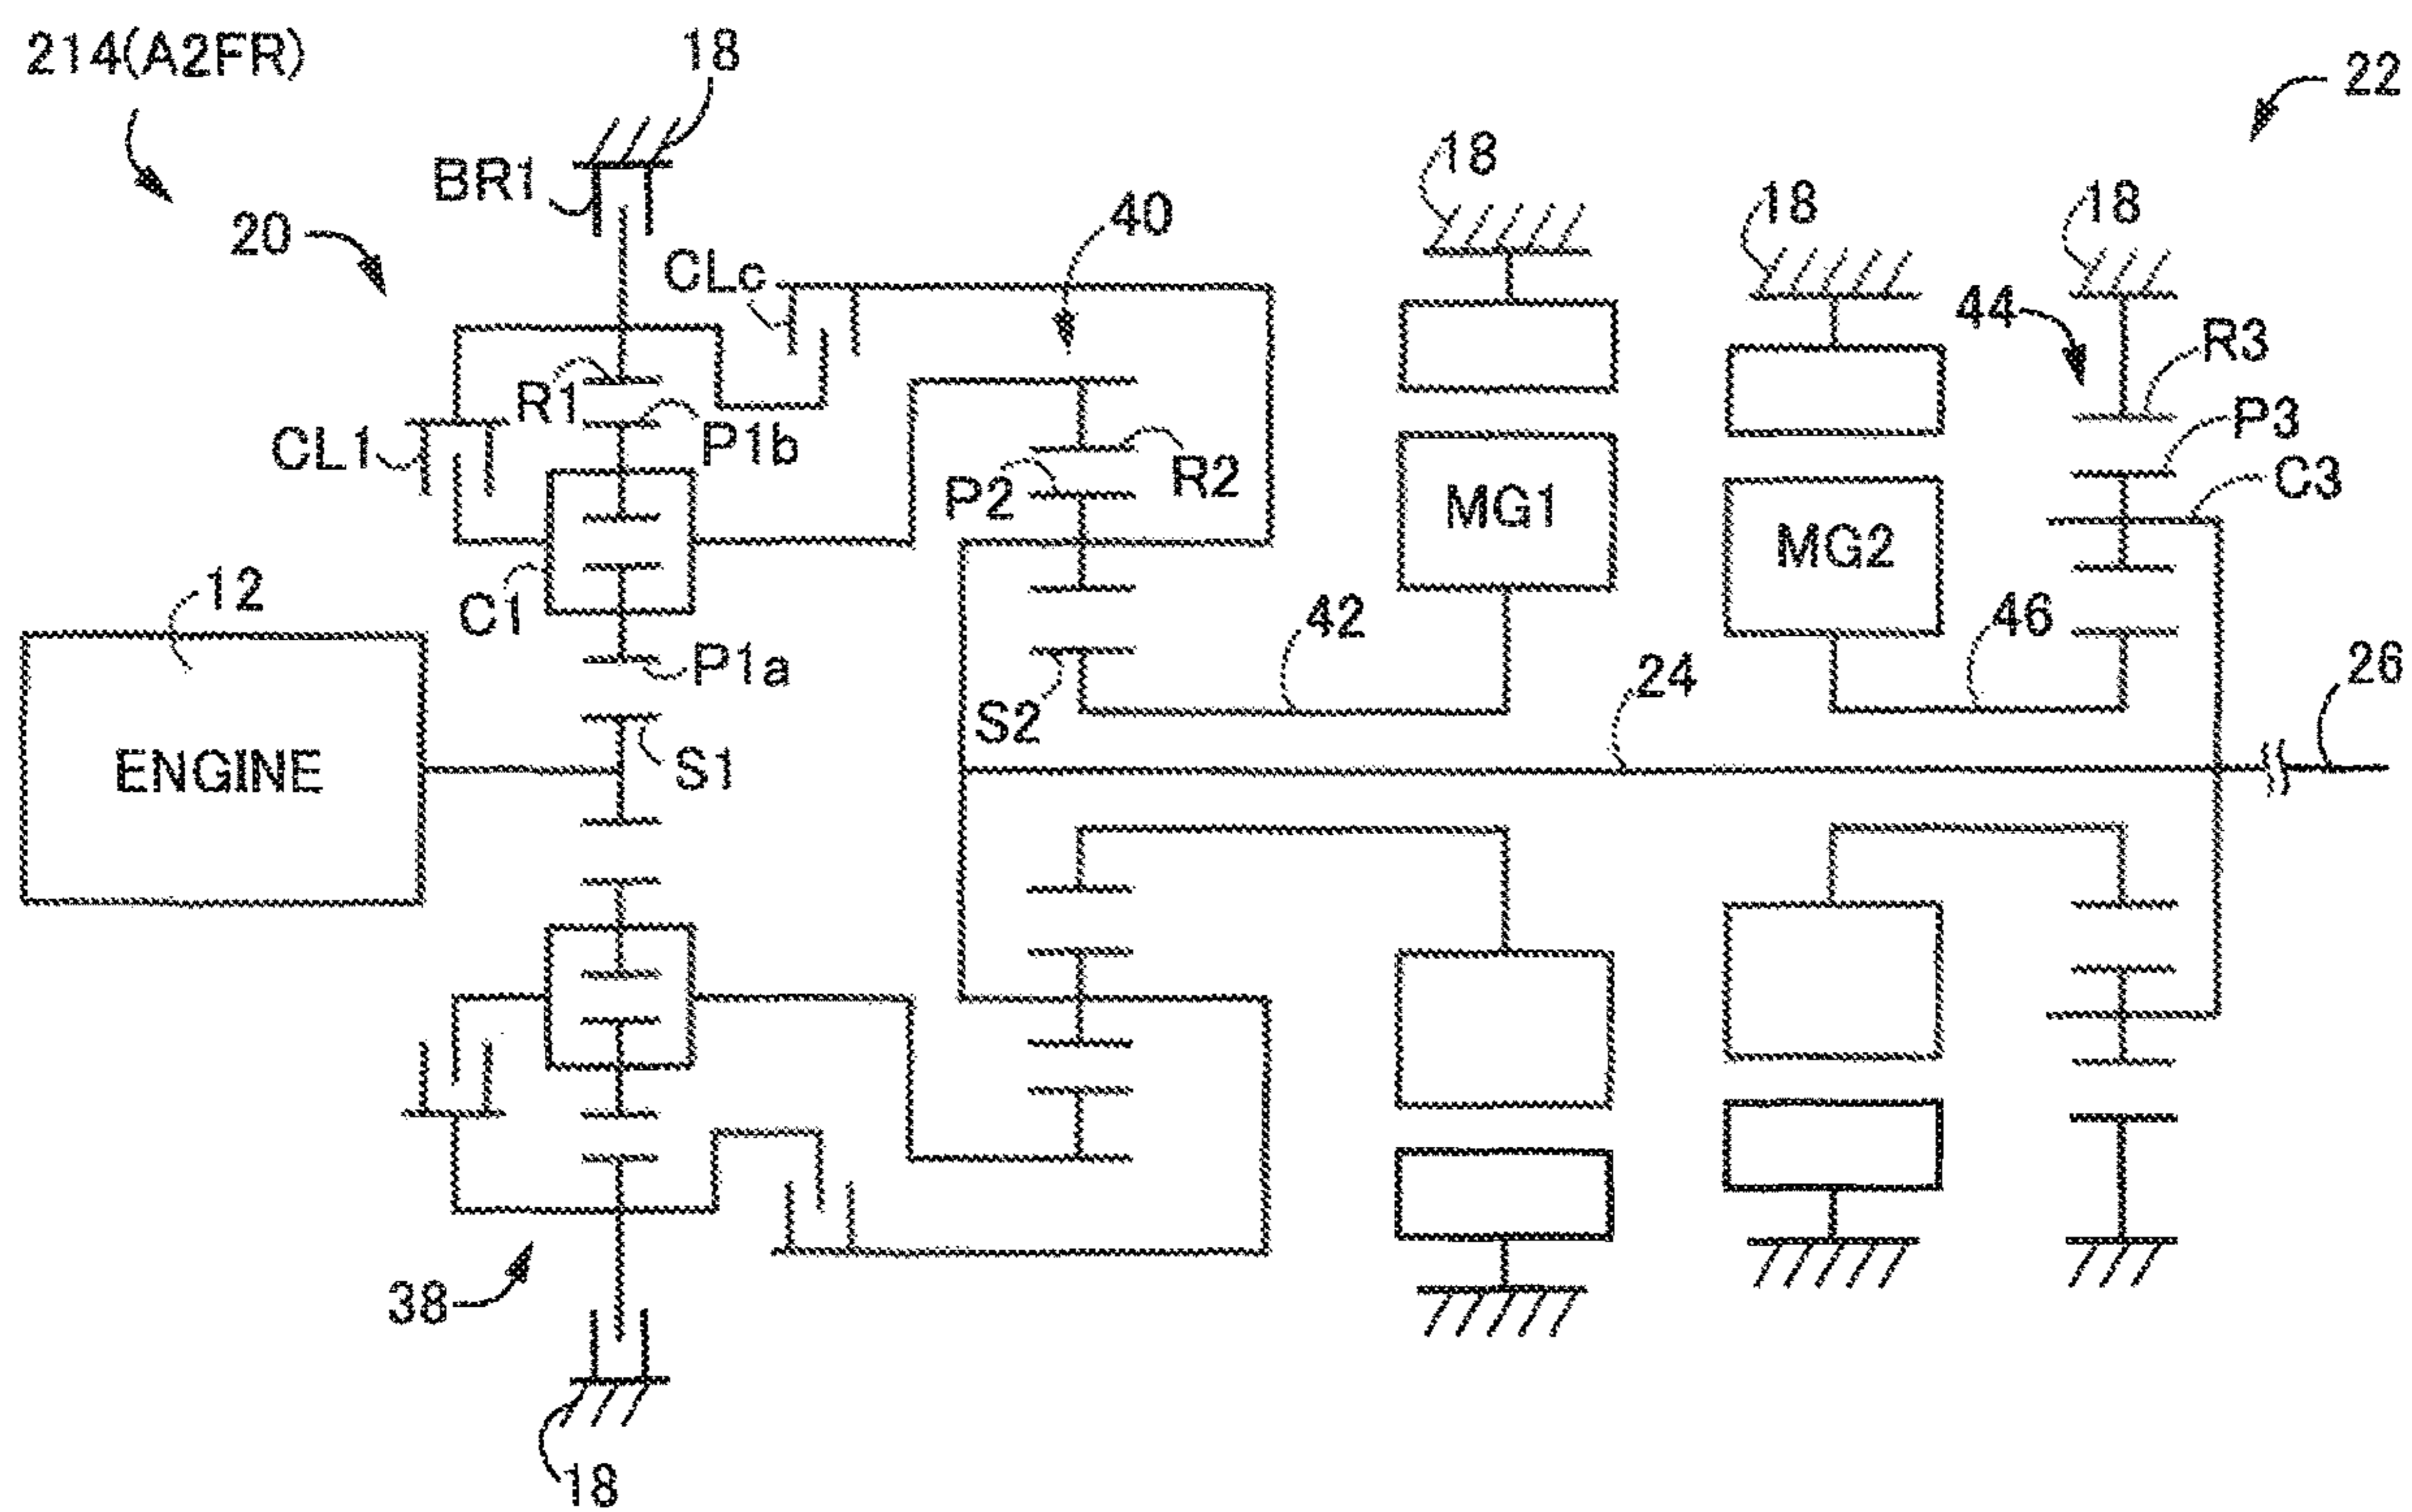 214(A2FR)
18
22
BR1
18
40
18
18
20
CLc
44
R3
R1
P1b
P3
CL1
P2
R2
C3
MG1
MG2
12
C1
42
46
P1a
24
26
S2
S1
ENGINE
38
18